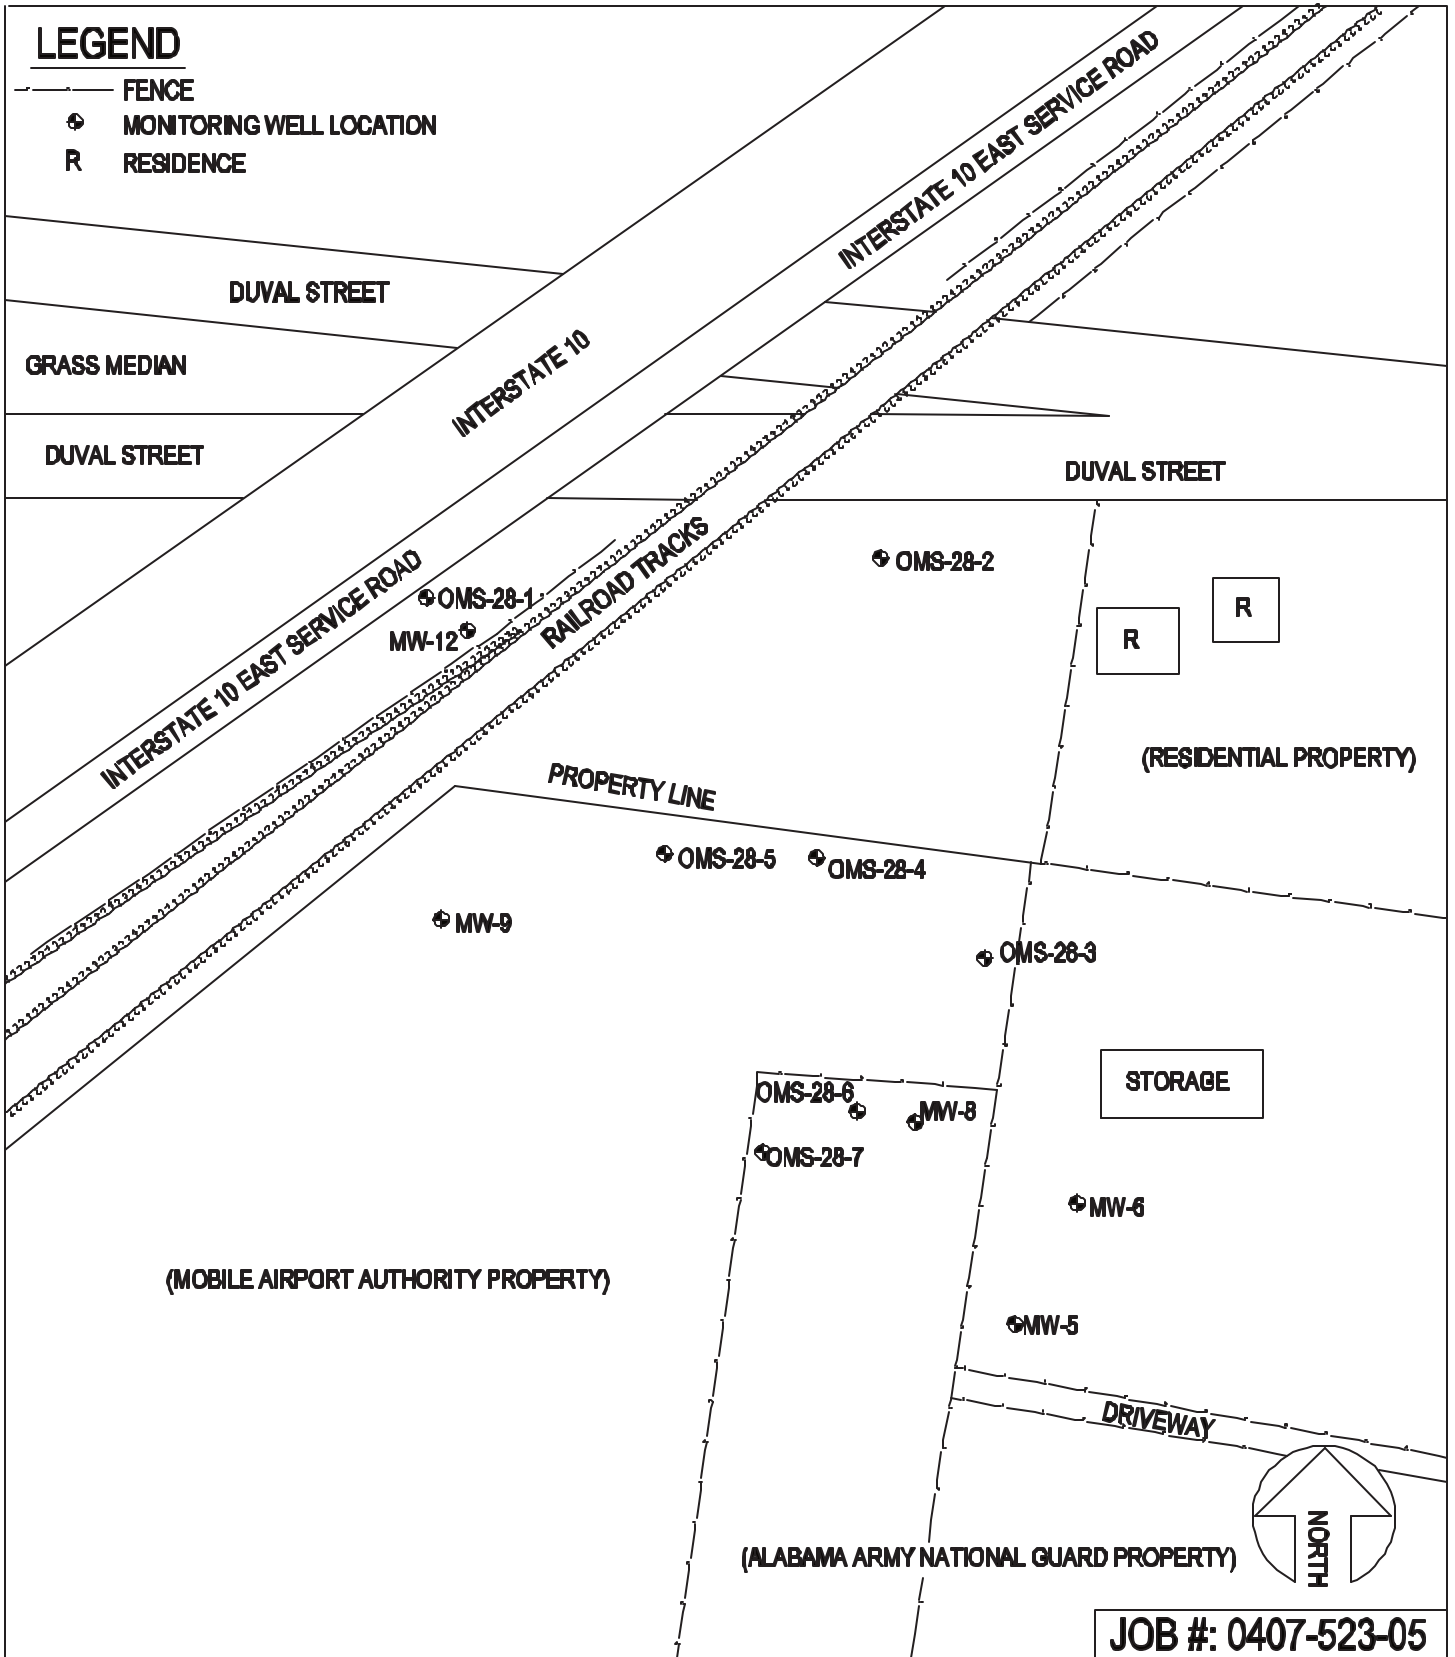 LEGEND
FENCE
MONITORING WELL LOCATION
R RESIDENCE
INTERSTATE 10 EAST SERVICE ROAD
DUVAL STREET
GRASS MEDIAN
INTERSTATE 10
DUVAL STREET
DUVAL STREET
RAILROAD TRACKS
OMS-28-2
INTERSTATE 10 EAST SERVICE ROAD
OMS-28-1
MW-12
R
R
(RESIDENTIAL PROPERTY)
PROPERTY LINE
OMS-28-5
OMS-28-4
MW-9
OMS-28-3
STORAGE
OMS-28-6
MW-8
OMS-28-7
MW-6
(MOBILE AIRPORT AUTHORITY PROPERTY)
MW-5
DRIVEWAY
NORTH
(ALABAMA ARMY NATIONAL GUARD PROPERTY)
JOB #: 0407-523-05